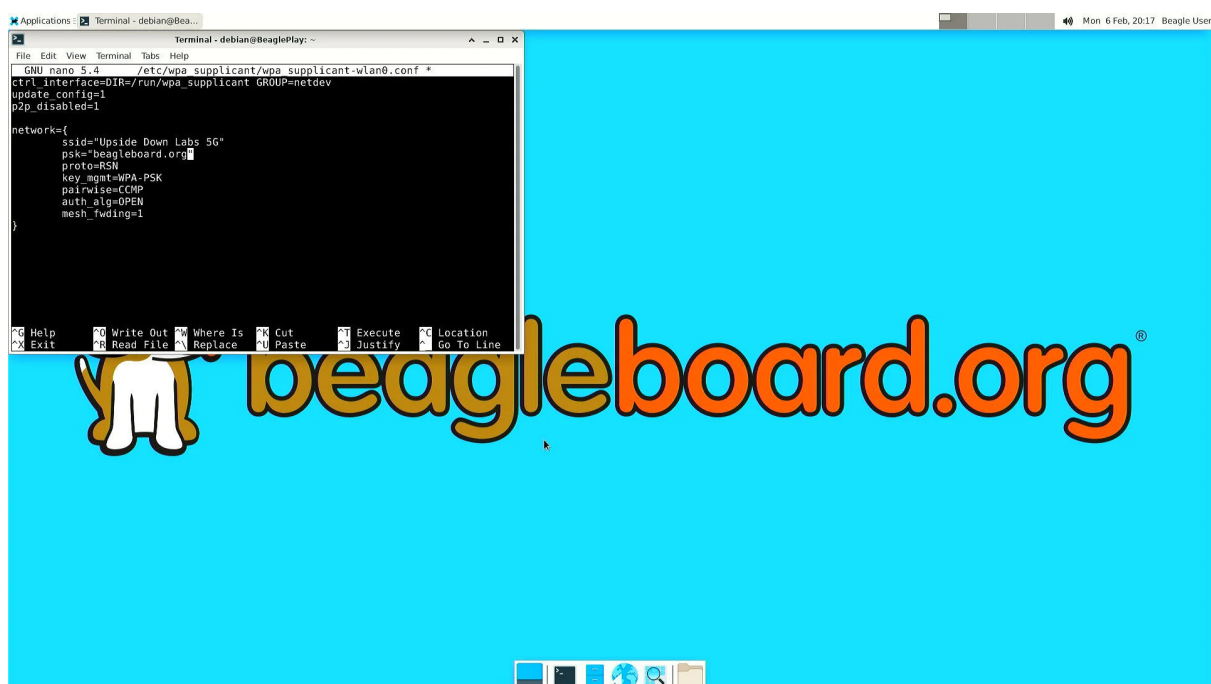 Applications Terminal - debian@Bea...
Mon 6 Feb, 20:17 Beagle User
Terminal - debian@BeaglePlay: ~
File Edit View Terminal Tabs Help
GNU nano 5.4 /etc/wpa_supplicant/wpa_supplicant-wlan0.conf *
ctrl_interface=DIR=/run/wpa_supplicant GROUP=netdev
update_config=1
p2p_disabled=1
network={
ssid="Upside Down Labs 5G"
psk="beagleboard.org"
proto=RSN
key_mgmt=WPA-PSK
pairwise=CCMP
auth_alg=OPEN
mesh_fwding=1
}
^G Help ^O Write Out ^W Where Is ^K Cut ^T Execute ^C Location
^X Exit ^R Read File ^\ Replace ^U Paste ^J Justify ^_ Go To Line
beagleboard.org®